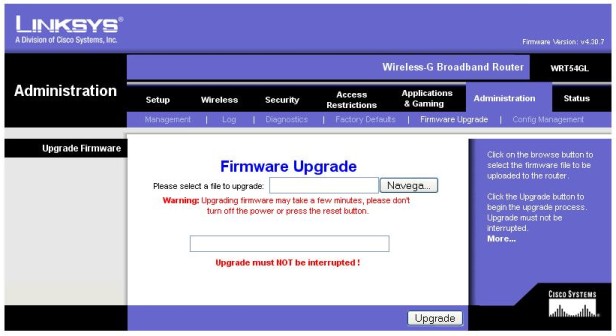 LINKSYS®
A Division of Cisco Systems, Inc.
Firmware Version: v4.30.7
Wireless-G Broadband Router WRT54GL
Administration
Setup Wireless Security Access Restrictions Applications & Gaming Administration Status
Management | Log | Diagnostics | Factory Defaults | Firmware Upgrade | Config Management
Upgrade Firmware
Firmware Upgrade
Please select a file to upgrade: Navega...
Warning: Upgrading firmware may take a few minutes, please don't
turn off the power or press the reset button.
Upgrade must NOT be interrupted !
Click on the browse button to
select the firmware file to be
uploaded to the router.
Click the Upgrade button to
begin the upgrade process.
Upgrade must not be
interrupted.
More...
Upgrade
CISCO SYSTEMS